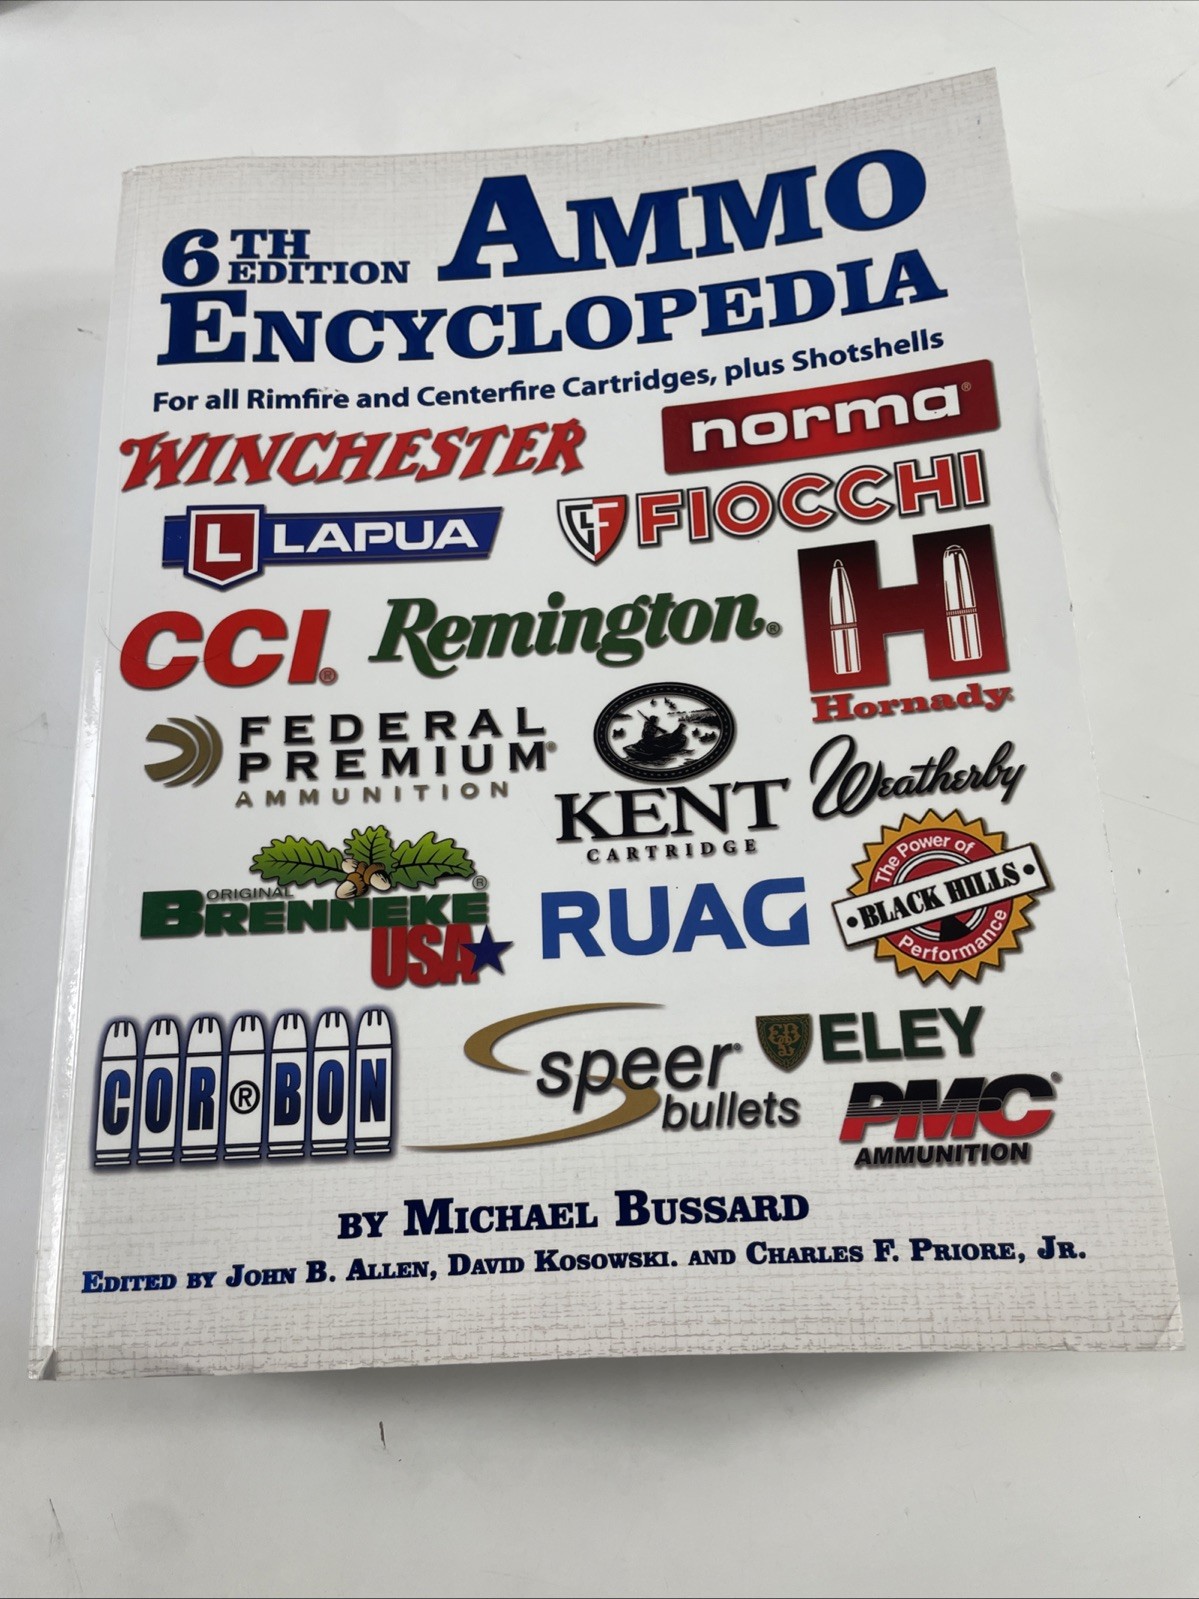 6TH EDITION AMMO
ENCYCLOPEDIA
For all Rimfire and Centerfire Cartridges, plus Shotshells
WINCHESTER
norma®
L LAPUA
GLF FIOCCHI
CCI®
Remington®
H
Hornady
FEDERAL
PREMIUM®
AMMUNITION
KENT
CARTRIDGE
Weatherby
ORIGINAL
BRENNEKE®
USA
RUAG
The Power of
BLACK HILLS
Performance
COR®BON
speer®
bullets
ELEY
PMC®
AMMUNITION
BY MICHAEL BUSSARD
EDITED BY JOHN B. ALLEN, DAVID KOSOWSKI. AND CHARLES F. PRIORE, JR.